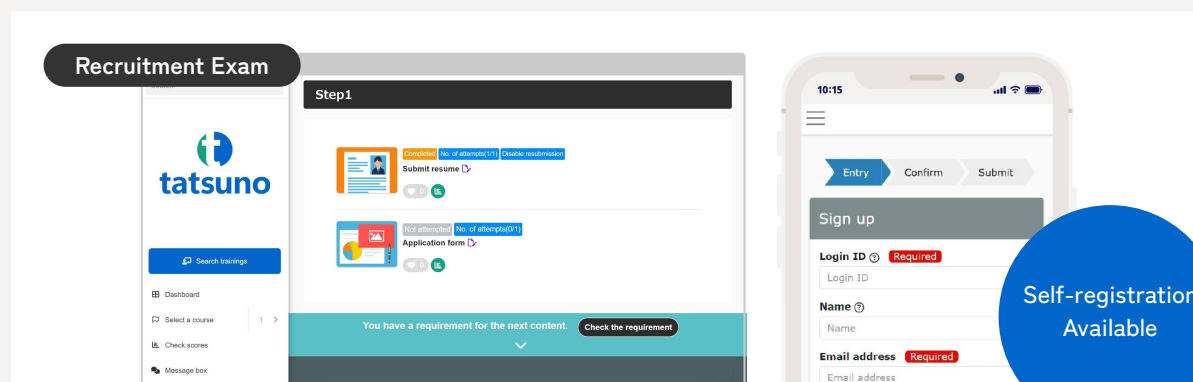 Recruitment Exam
tatsuno
Search trainings
Dashboard
Select a course 1
Check scores
Message box
Step1
Completed No. of attempts(1/1) Disable resubmission
Submit resume
0
Not attempted No. of attempts(0/1)
Application form
0
You have a requirement for the next content. Check the requirement
10:15
Entry Confirm Submit
Sign up
Login ID Required
Login ID
Name
Name
Email address Required
Email address
Self-registration
Available